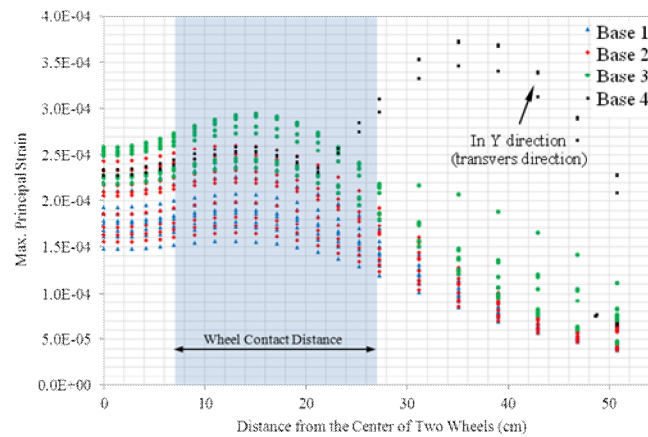 4.0E-04
3.5E-04
3.0E-04
2.5E-04
2.0E-04
1.5E-04
1.0E-04
5.0E-05
0.0E+00
Max. Principal Strain
Base 1
Base 2
Base 3
Base 4
In Y direction
(transvers direction)
Wheel Contact Distance
0 10 20 30 40 50
Distance from the Center of Two Wheels (cm)